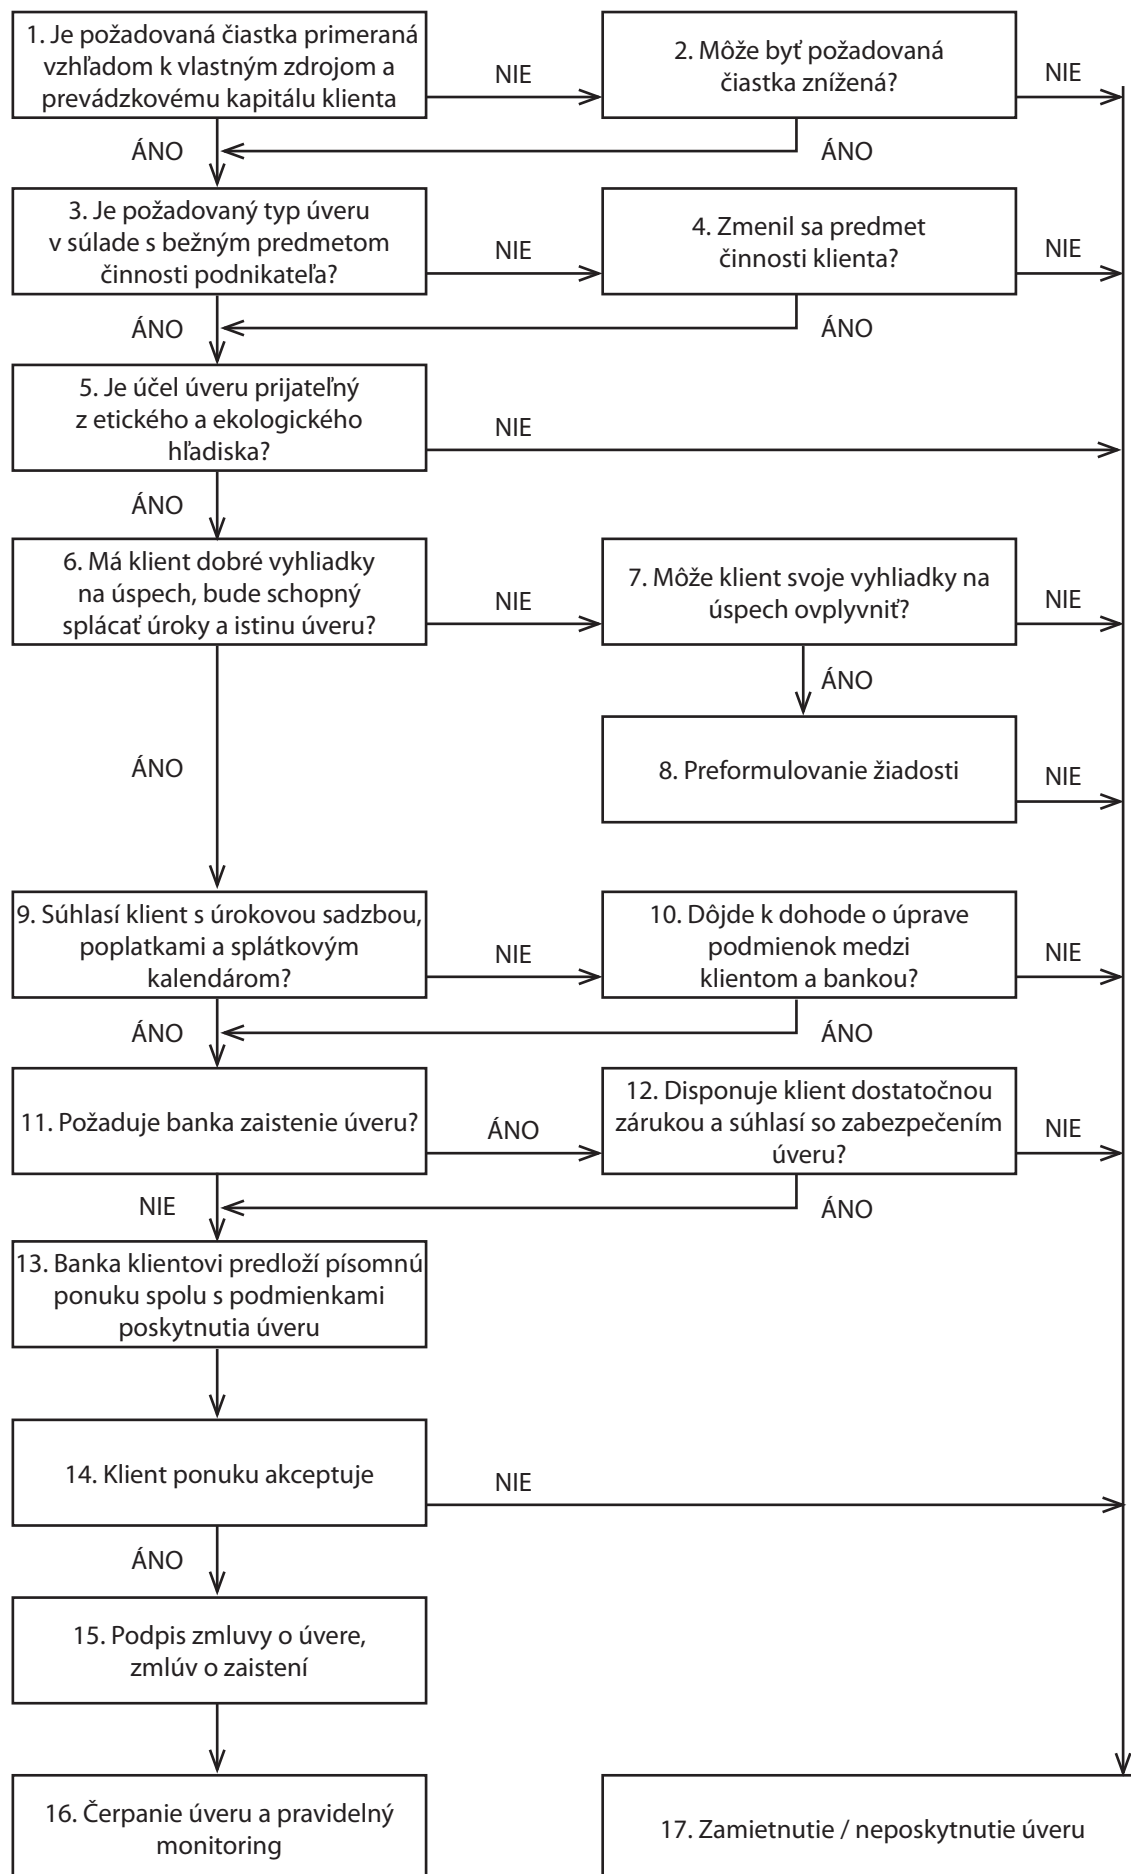 1. Je požadovaná čiastka primeraná
vzhľadom k vlastným zdrojom a
prevádzkovému kapitálu klienta
NIE
2. Môže byť požadovaná
čiastka znížená?
NIE
ÁNO
ÁNO
3. Je požadovaný typ úveru
v súlade s bežným predmetom
činnosti podnikateľa?
NIE
4. Zmenil sa predmet
činnosti klienta?
NIE
ÁNO
ÁNO
5. Je účel úveru prijateľný
z etického a ekologického
hľadiska?
NIE
ÁNO
6. Má klient dobré vyhliadky
na úspech, bude schopný
splácať úroky a istinu úveru?
NIE
7. Môže klient svoje vyhliadky na
úspech ovplyvniť?
NIE
ÁNO
ÁNO
8. Preformulovanie žiadosti
NIE
9. Súhlasí klient s úrokovou sadzbou,
poplatkami a splátkovým
kalendárom?
NIE
10. Dôjde k dohode o úprave
podmienok medzi
klientom a bankou?
NIE
ÁNO
ÁNO
11. Požaduje banka zaistenie úveru?
ÁNO
12. Disponuje klient dostatočnou
zárukou a súhlasí so zabezpečením
úveru?
NIE
NIE
ÁNO
13. Banka klientovi predloží písomnú
ponuku spolu s podmienkami
poskytnutia úveru
14. Klient ponuku akceptuje
NIE
ÁNO
15. Podpis zmluvy o úvere,
zmlúv o zaistení
16. Čerpanie úveru a pravidelný
monitoring
17. Zamietnutie / neposkytnutie úveru